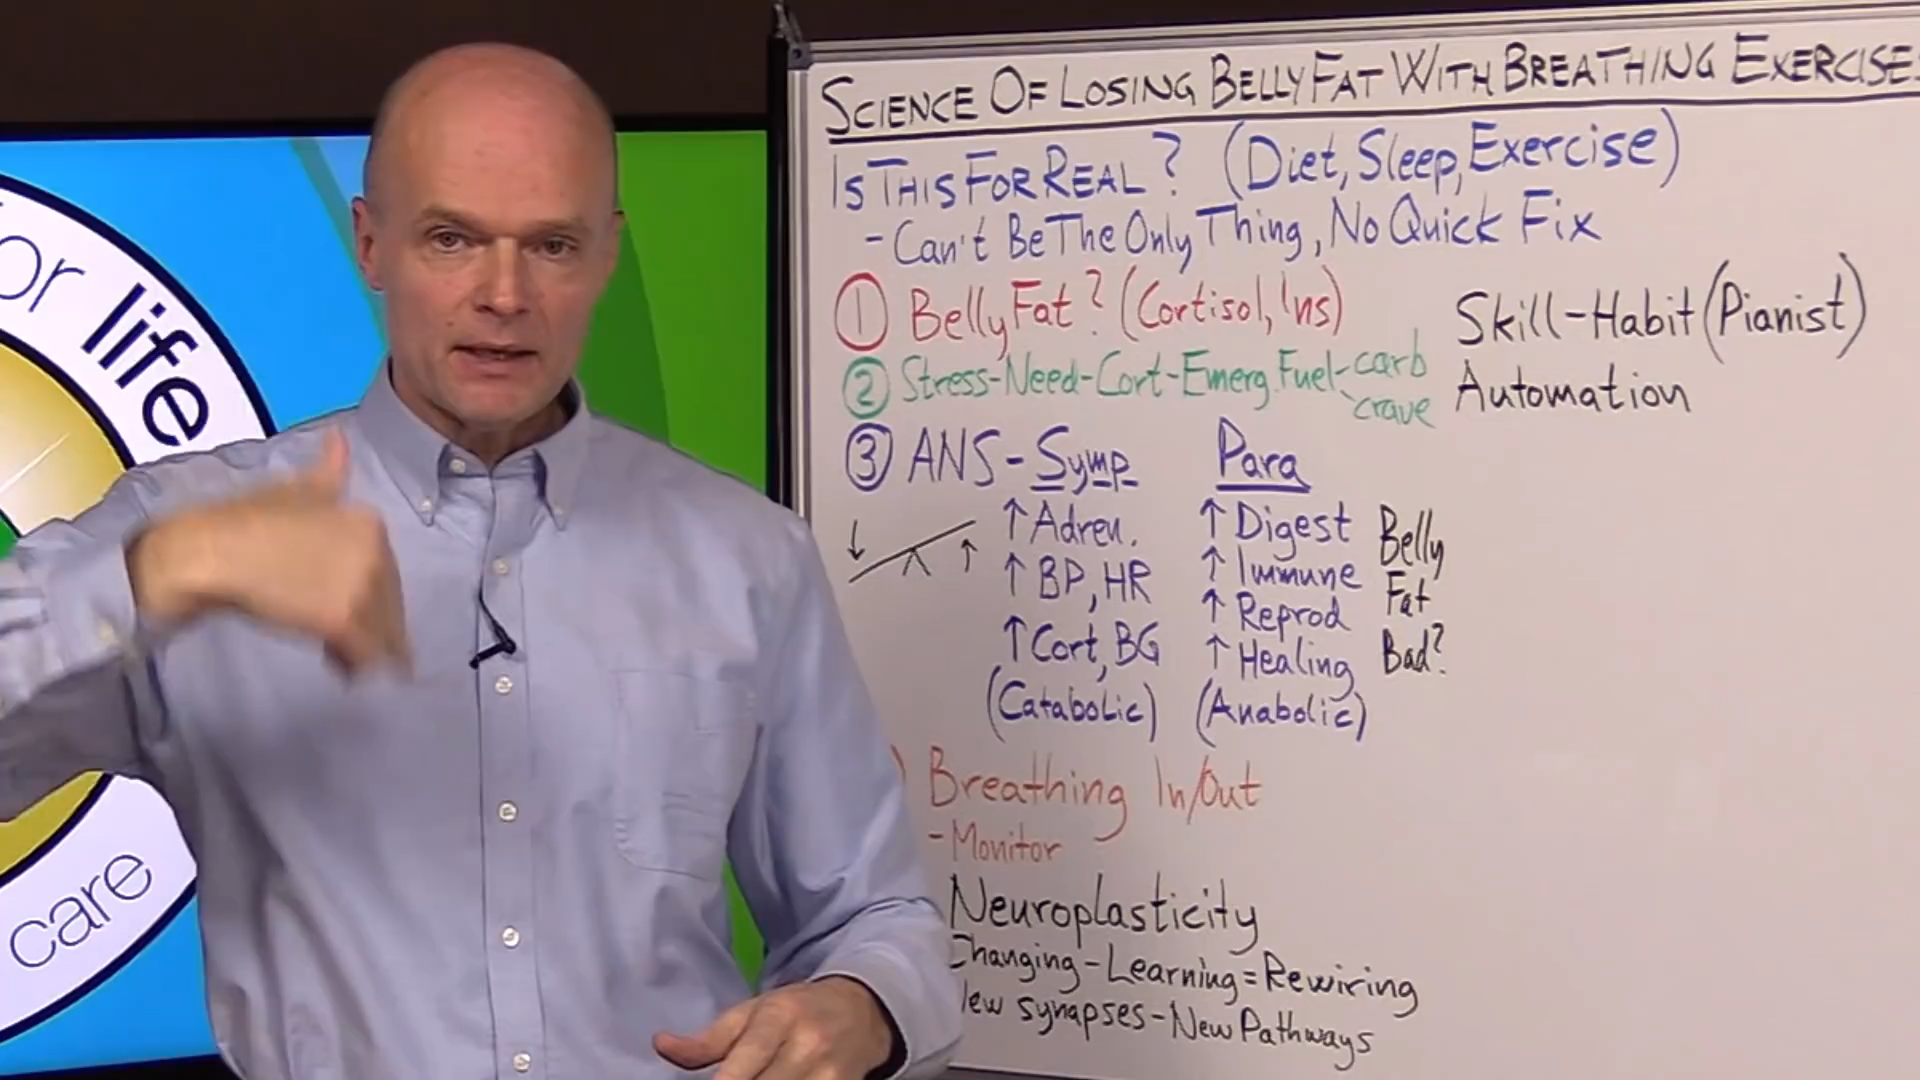 SCIENCE OF LOSING BELLY FAT WITH BREATHING EXERCISES
IS THIS FOR REAL? (Diet, Sleep, Exercise)
- Can't Be The Only Thing, No Quick Fix
① Belly Fat? (Cortisol, Ins)
② Stress-Need-Cort-Emerg. Fuel-carb
crave
Skill-Habit (Pianist)
Automation
③ ANS - Symp
↑ Adren.
↑ BP, HR
↑ Cort, BG
(Catabolic)
Para
↑ Digest
↑ Immune
↑ Reprod
↑ Healing
(Anabolic)
Belly
Fat
Bad?
) Breathing In/Out
- Monitor
Neuroplasticity
Changing - Learning = Rewiring
New synapses - New Pathways
or life
care